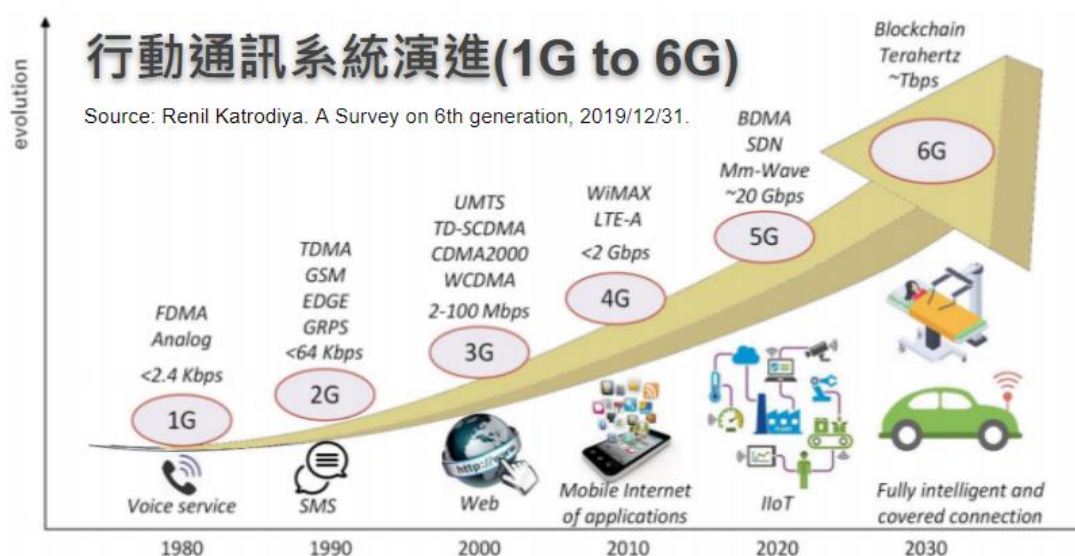 行動通訊系統演進(1G to 6G)
Source: Renil Katrodiya. A Survey on 6th generation, 2019/12/31.
evolution
FDMA
Analog
<2.4 Kbps
1G
Voice service
TDMA
GSM
EDGE
GRPS
<64 Kbps
2G
SMS
UMTS
TD-SCDMA
CDMA2000
WCDMA
2-100 Mbps
3G
http://www.
Web
WiMAX
LTE-A
<2 Gbps
4G
Mobile Internet
of applications
BDMA
SDN
Mm-Wave
~20 Gbps
5G
IIoT
Blockchain
Terahertz
~Tbps
6G
Fully intelligent and
covered connection
1980
1990
2000
2010
2020
2030